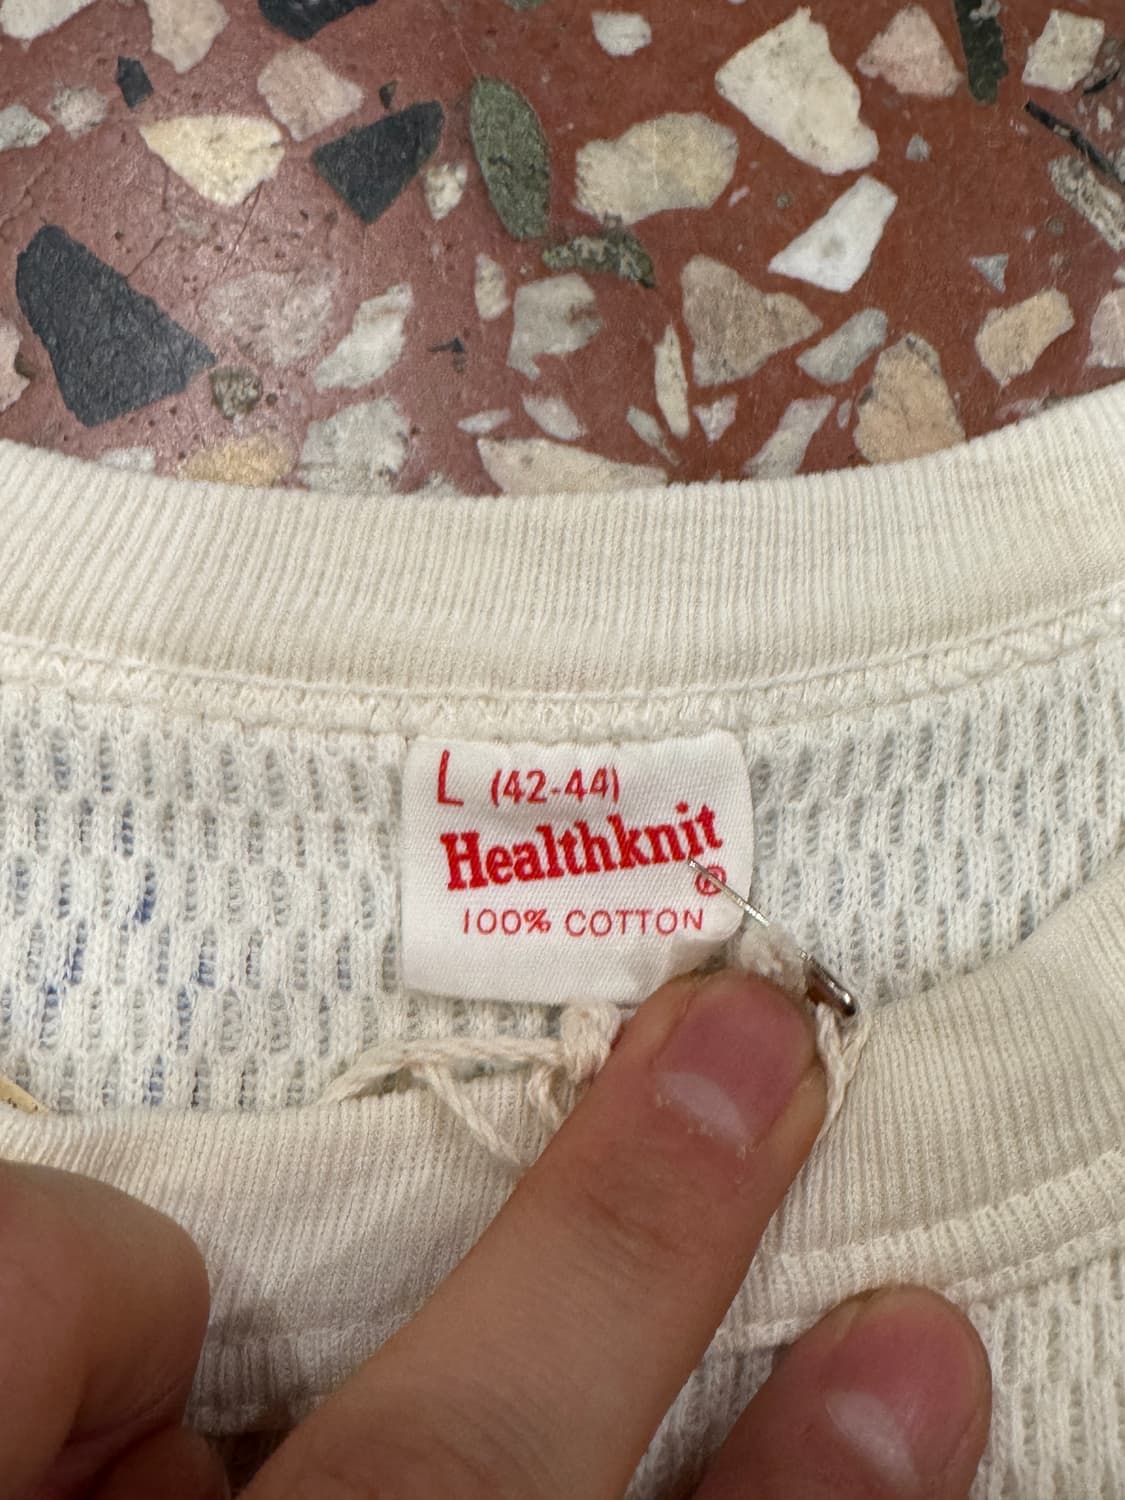 L (42-44)
Healthknit
®
100% COTTON